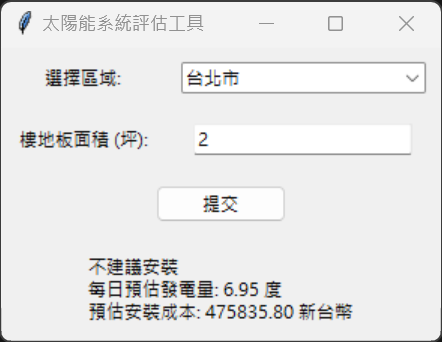 太陽能系統評估工具
選擇區域:
台北市
樓地板面積 (坪):
2
提交
不建議安裝
每日預估發電量: 6.95 度
預估安裝成本: 475835.80 新台幣